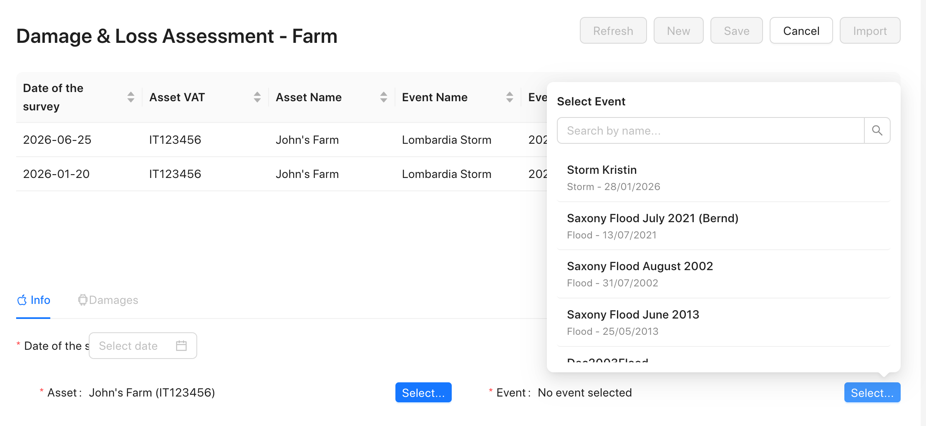 Damage & Loss Assessment - Farm
Refresh
New
Save
Cancel
Import
Date of the survey
Asset VAT
Asset Name
Event Name
2026-06-25
IT123456
John's Farm
Lombardia Storm
2026-01-20
IT123456
John's Farm
Lombardia Storm
Select Event
Search by name...
Storm Kristin
Storm - 28/01/2026
Saxony Flood July 2021 (Bernd)
Flood - 13/07/2021
Saxony Flood August 2002
Flood - 31/07/2002
Saxony Flood June 2013
Flood - 25/05/2013
Info
Damages
* Date of the s
Select date
* Asset : John's Farm (IT123456)
Select...
* Event : No event selected
Select...